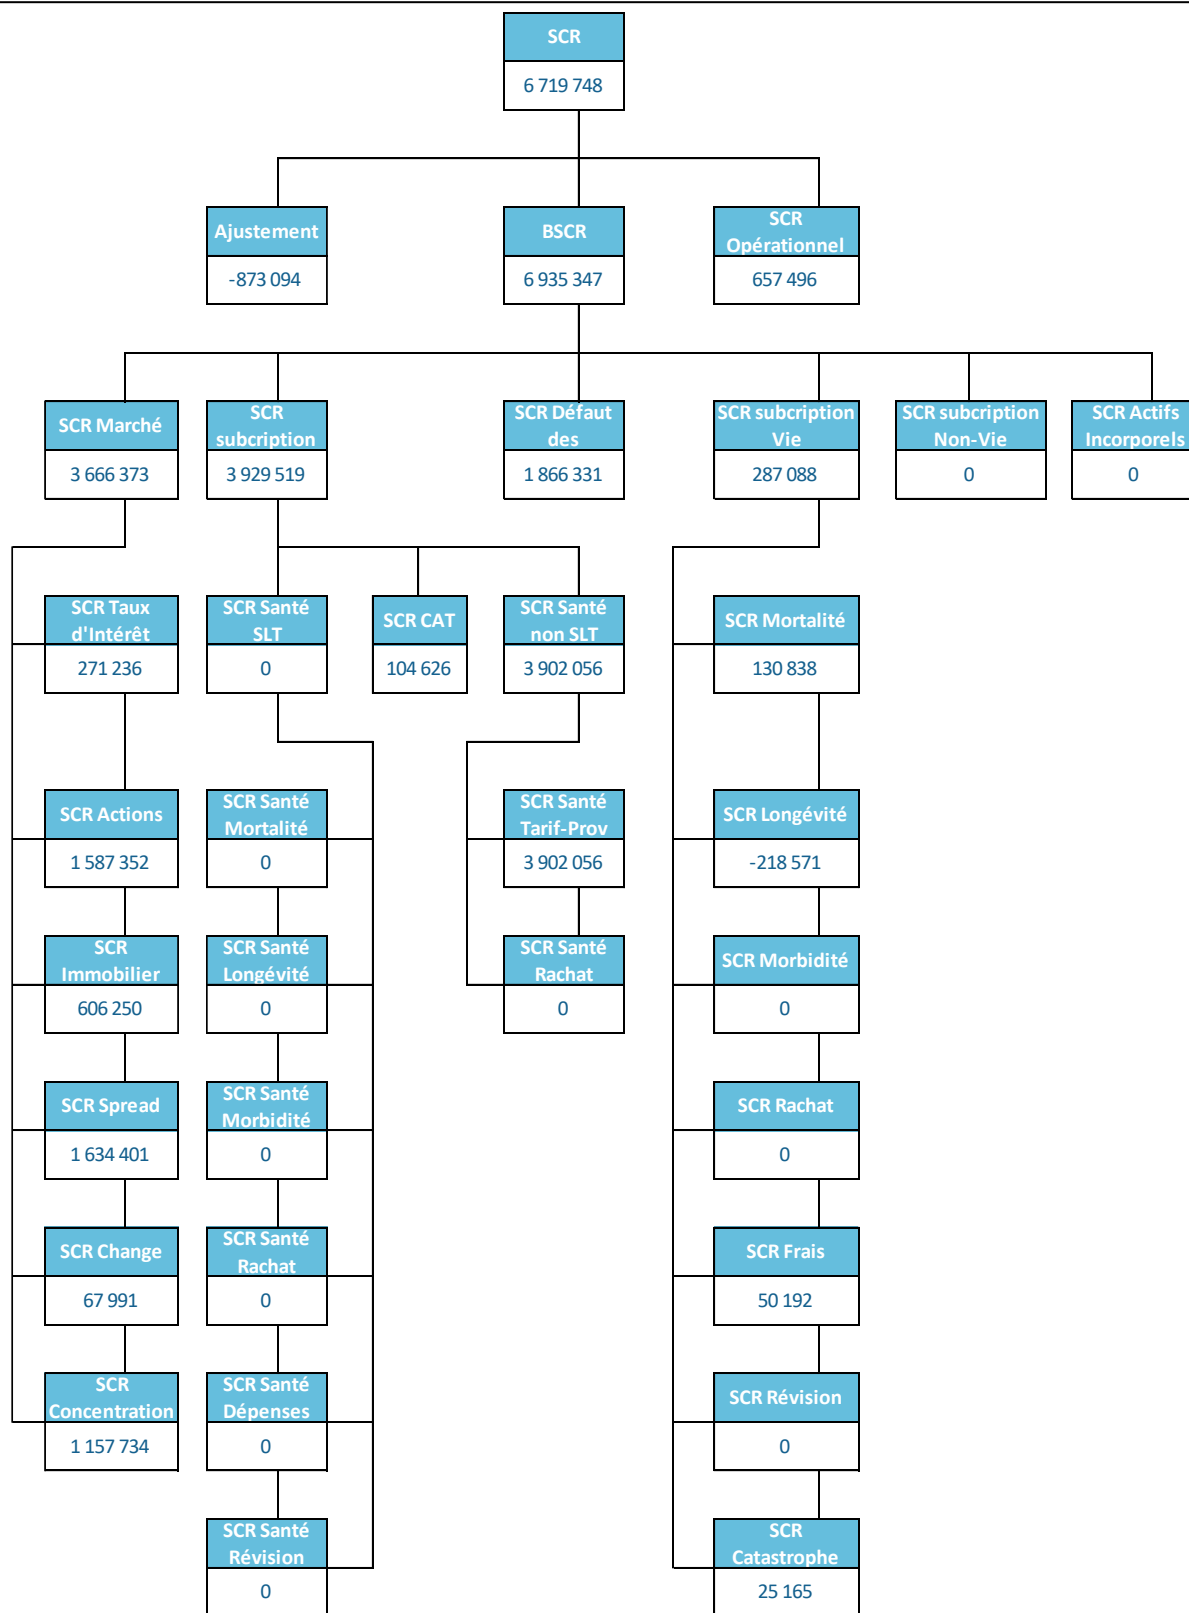 SCR
6 719 748
Ajustement
-873 094
BSCR
6 935 347
SCR
Opérationnel
657 496
SCR Marché
3 666 373
SCR
subcription
3 929 519
SCR Défaut
des
1 866 331
SCR subcription
Vie
287 088
SCR subcription
Non-Vie
0
SCR Actifs
Incorporels
0
SCR Taux
d'Intérêt
271 236
SCR Santé
SLT
0
SCR CAT
104 626
SCR Santé
non SLT
3 902 056
SCR Mortalité
130 838
SCR Actions
1 587 352
SCR Santé
Mortalité
0
SCR Santé
Tarif-Prov
3 902 056
SCR Longévité
-218 571
SCR
Immobilier
606 250
SCR Santé
Longévité
0
SCR Santé
Rachat
0
SCR Morbidité
0
SCR Spread
1 634 401
SCR Santé
Morbidité
0
SCR Rachat
0
SCR Change
67 991
SCR Santé
Rachat
0
SCR Frais
50 192
SCR
Concentration
1 157 734
SCR Santé
Dépenses
0
SCR Révision
0
SCR Santé
Révision
0
SCR
Catastrophe
25 165